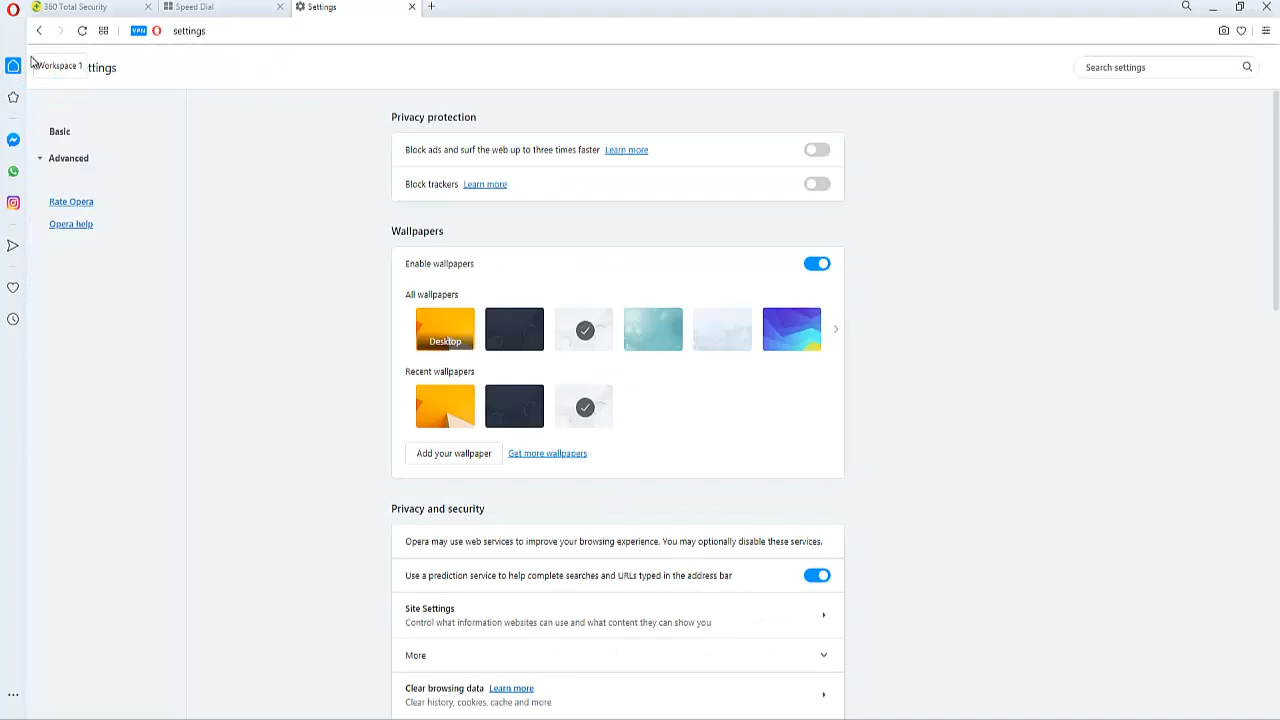 360 Total Security
Speed Dial
Settings
VPN
settings
Workspace 1
ttings
Search settings
Basic
Advanced
Rate Opera
Opera help
Privacy protection
Block ads and surf the web up to three times faster Learn more
Block trackers Learn more
Wallpapers
Enable wallpapers
All wallpapers
Desktop
Recent wallpapers
Add your wallpaper Get more wallpapers
Privacy and security
Opera may use web services to improve your browsing experience. You may optionally disable these services.
Use a prediction service to help complete searches and URLs typed in the address bar
Site Settings
Control what information websites can use and what content they can show you
More
Clear browsing data Learn more
Clear history, cookies, cache and more